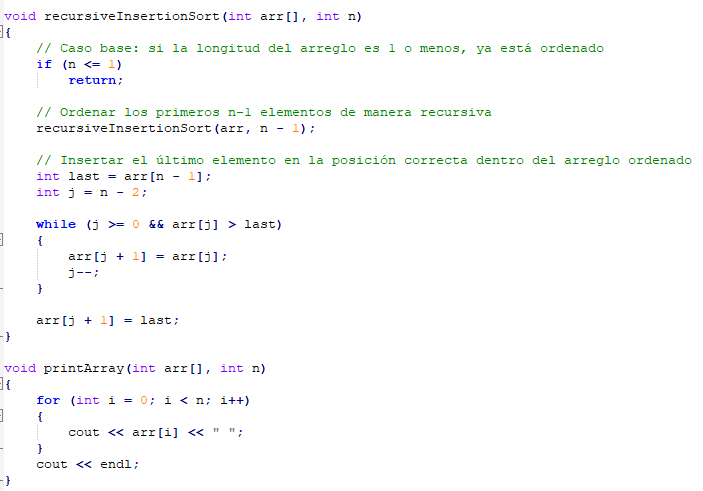 void recursiveInsertionSort(int arr[], int n)
{
    // Caso base: si la longitud del arreglo es 1 o menos, ya está ordenado
    if (n <= 1)
        return;

    // Ordenar los primeros n-1 elementos de manera recursiva
    recursiveInsertionSort(arr, n - 1);

    // Insertar el último elemento en la posición correcta dentro del arreglo ordenado
    int last = arr[n - 1];
    int j = n - 2;

    while (j >= 0 && arr[j] > last)
    {
        arr[j + 1] = arr[j];
        j--;
    }

    arr[j + 1] = last;
}

void printArray(int arr[], int n)
{
    for (int i = 0; i < n; i++)
    {
        cout << arr[i] << " ";
    }
    cout << endl;
}